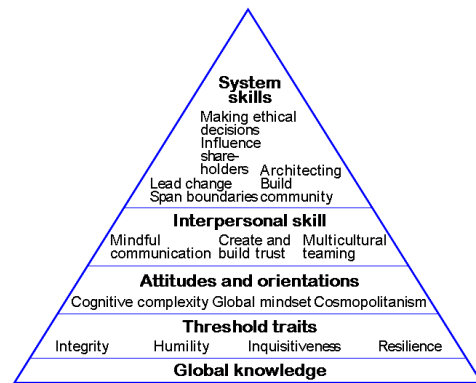 System
skills
Making ethical
decisions
Influence
share-
holders
Architecting
Lead change
Build
Span boundaries
community
Interpersonal skill
Mindful
communication
Create and
build trust
Multicultural
teaming
Attitudes and orientations
Cognitive complexity Global mindset Cosmopolitanism
Threshold traits
Integrity Humility Inquisitiveness Resilience
Global knowledge